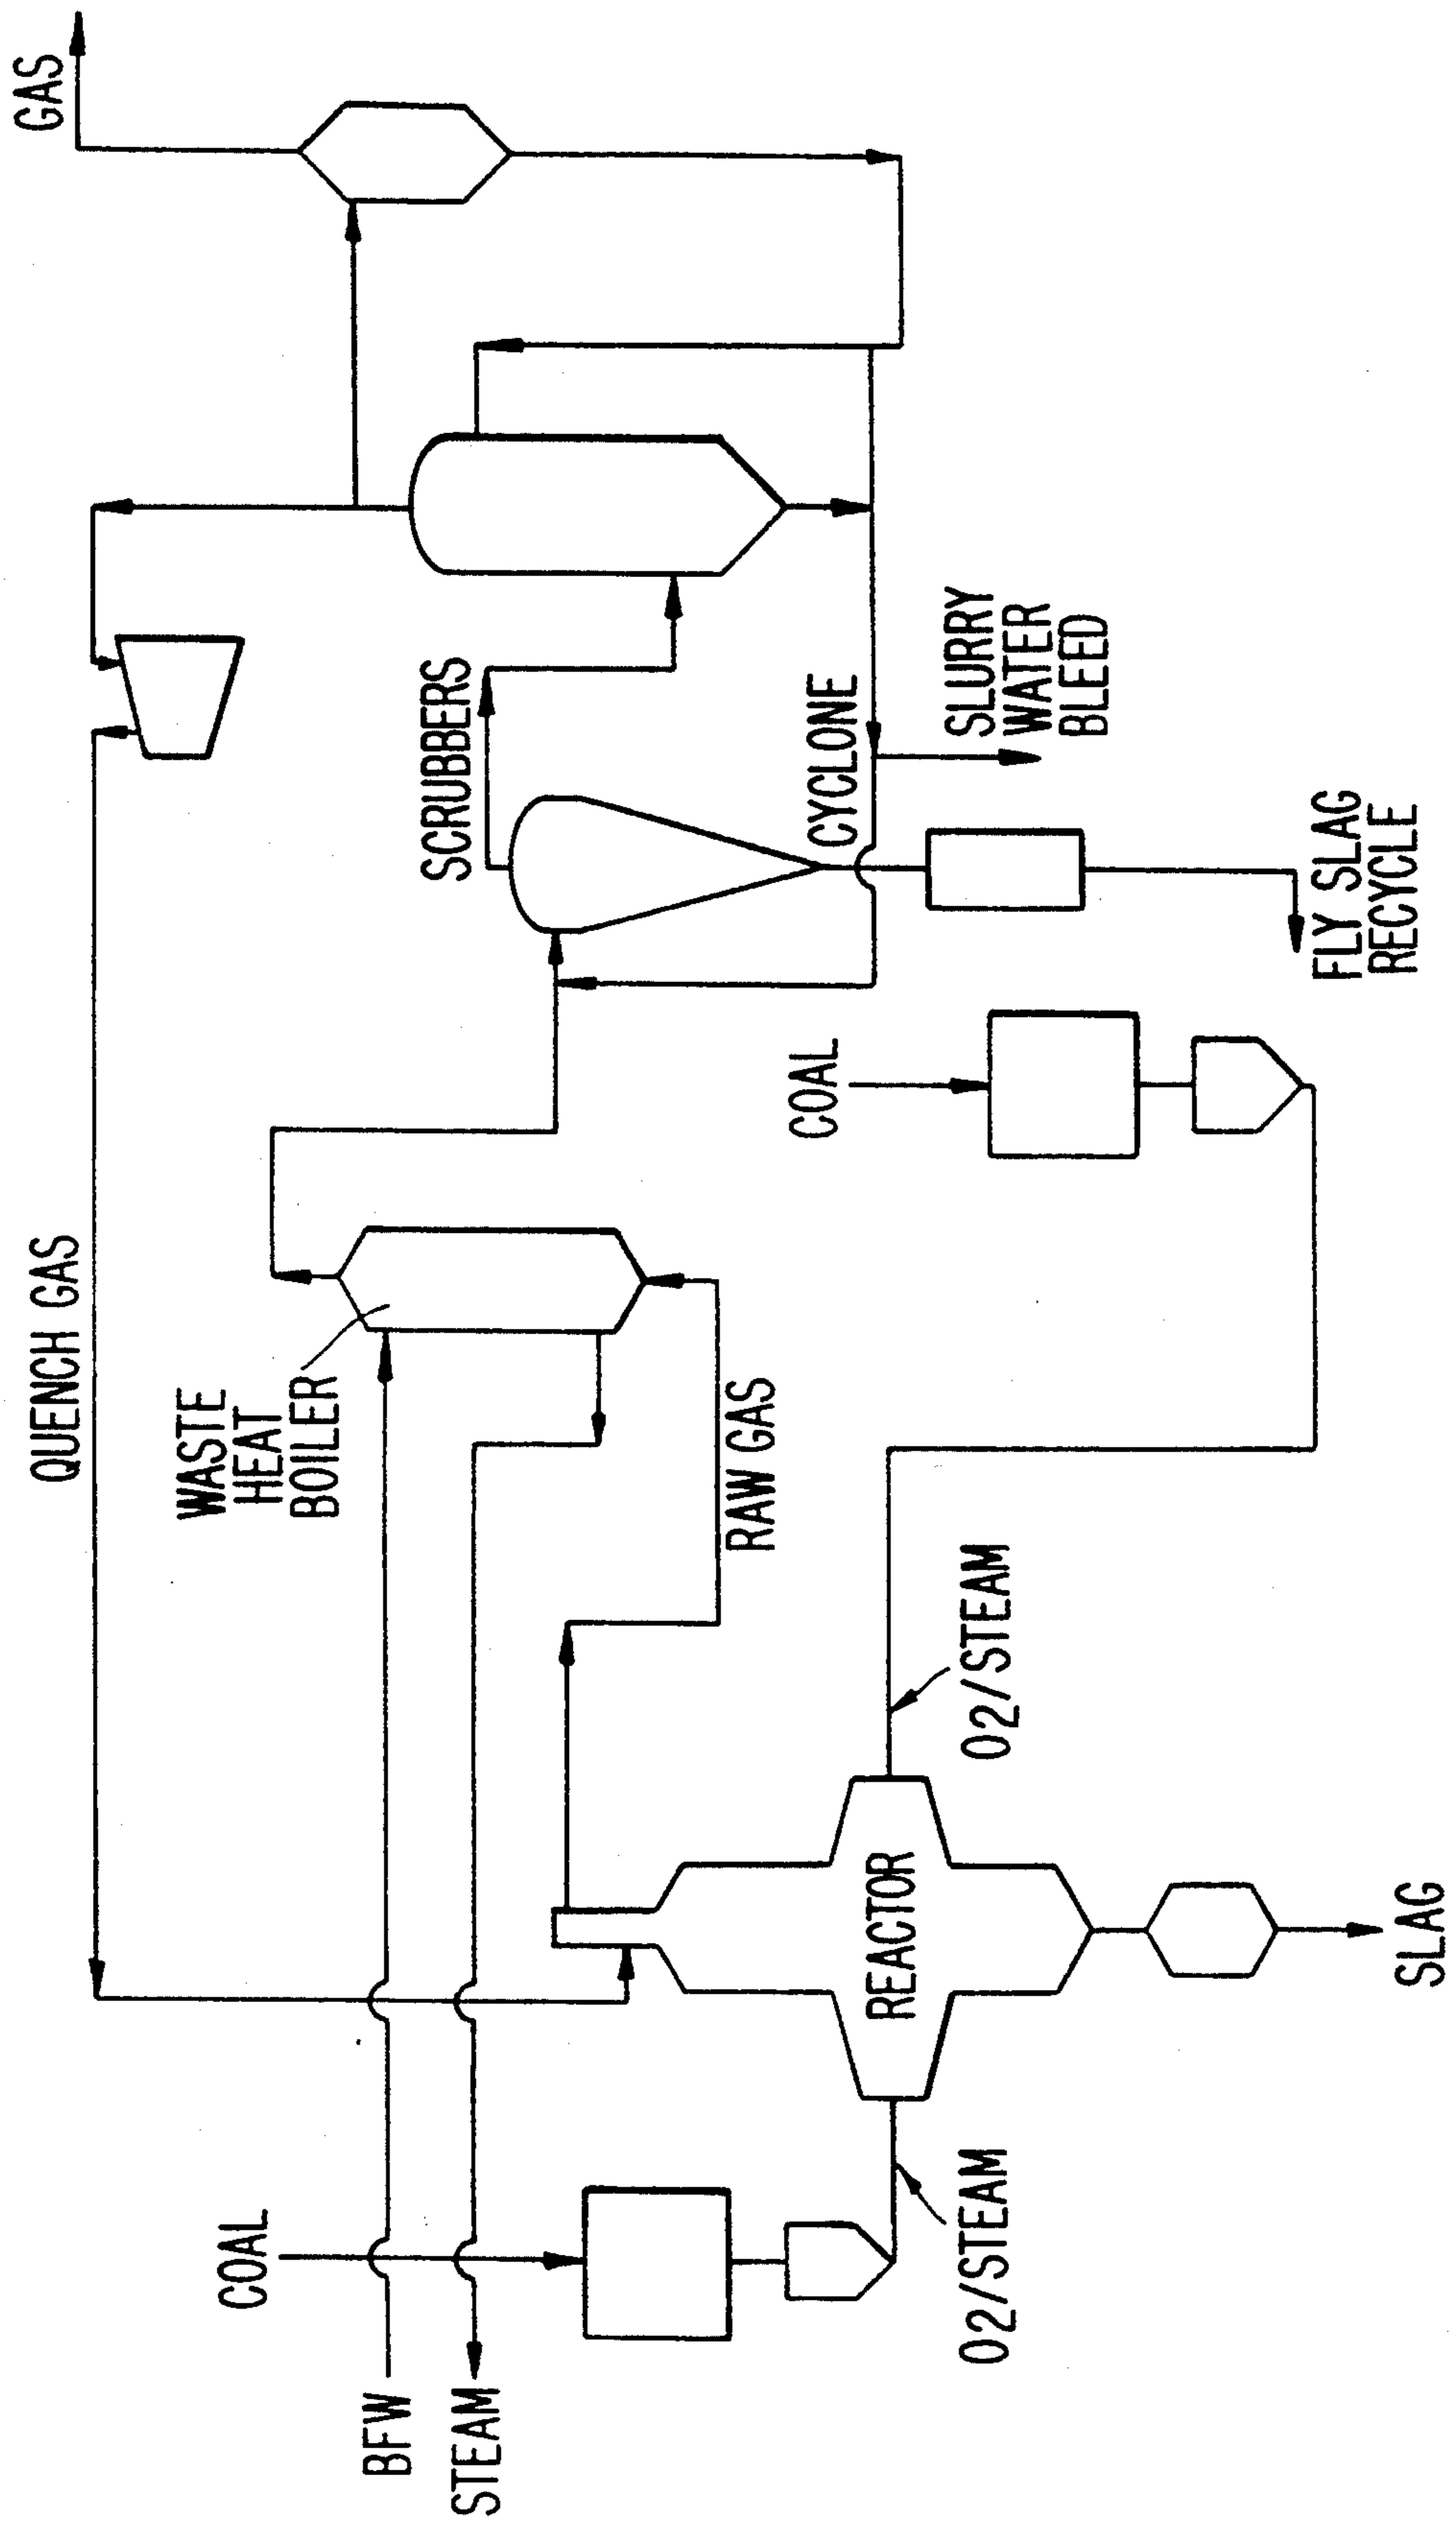 GAS
QUENCH GAS
SCRUBBERS
WASTE
HEAT
BOILER
COAL
BFW
STEAM
RAW GAS
CYCLONE
COAL
SLURRY
WATER
BLEED
REACTOR
O2/STEAM
O2/STEAM
FLY SLAG
RECYCLE
SLAG